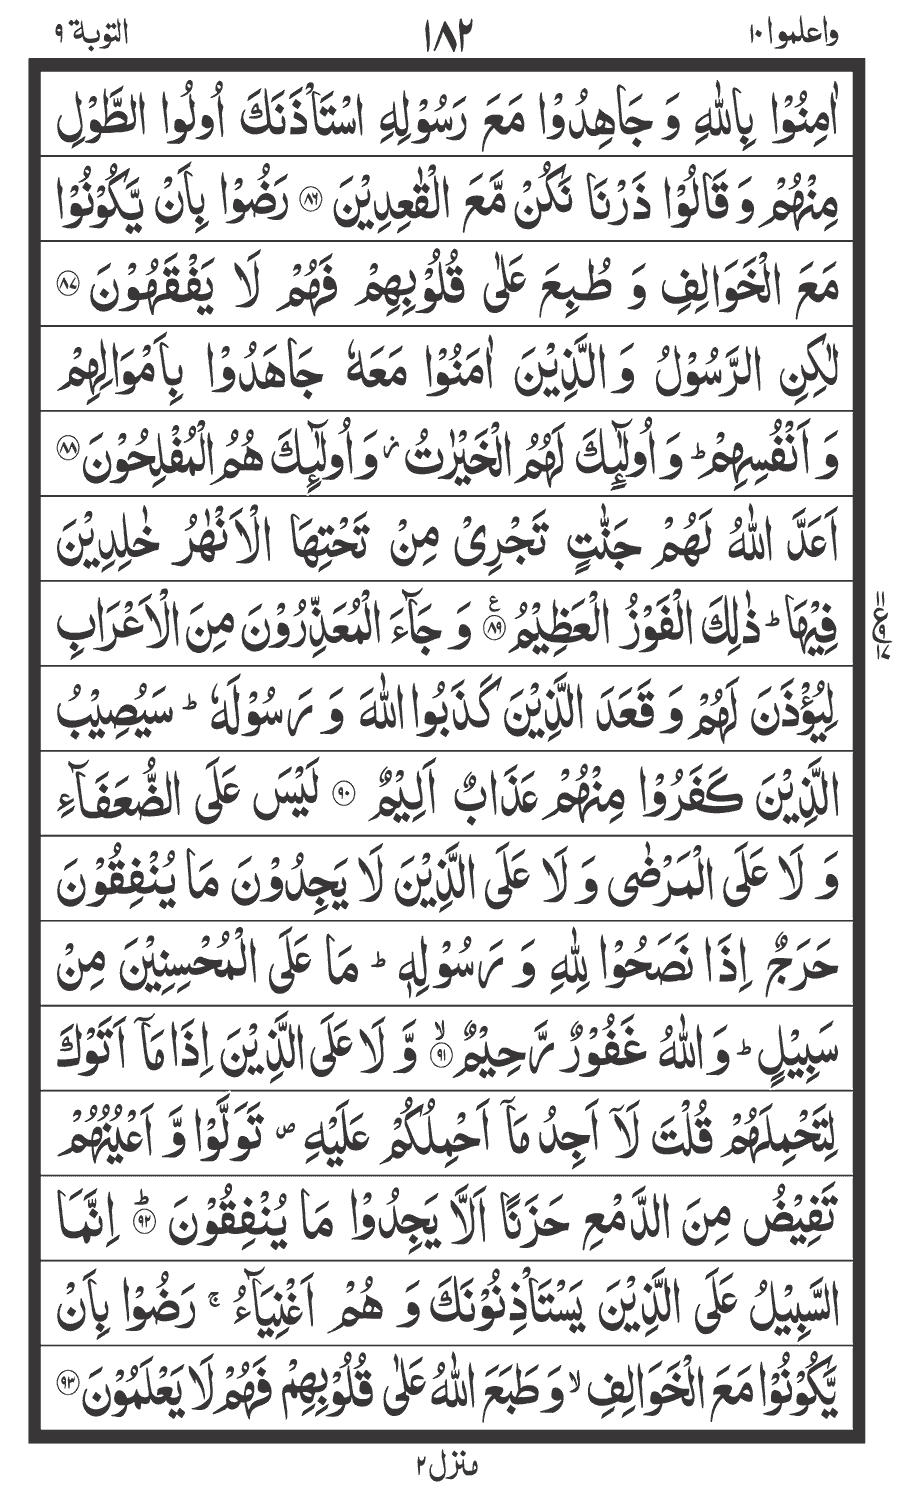 واعلموا ١٠ ١٨٢ التوبة ٩
اٰمِنُوْا بِاللّٰهِ وَ جَاهِدُوْا مَعَ رَسُوْلِهِ اسْتَاْذَنَكَ اُولُوا الطَّوْلِ
مِنْهُمْ وَ قَالُوْا ذَرْنَا نَكُنْ مَّعَ الْقٰعِدِيْنَ ۝٨٦ رَضُوْا بِاَنْ يَّكُوْنُوْا
مَعَ الْخَوَالِفِ وَ طُبِعَ عَلٰى قُلُوْبِهِمْ فَهُمْ لَا يَفْقَهُوْنَ ۝٨٧
لٰكِنِ الرَّسُوْلُ وَ الَّذِيْنَ اٰمَنُوْا مَعَهٗ جَاهَدُوْا بِاَمْوَالِهِمْ
وَ اَنْفُسِهِمْ ؕ وَ اُولٰٓىِٕكَ لَهُمُ الْخَيْرٰتُ ؗ وَ اُولٰٓىِٕكَ هُمُ الْمُفْلِحُوْنَ ۝٨٨
اَعَدَّ اللّٰهُ لَهُمْ جَنّٰتٍ تَجْرِیْ مِنْ تَحْتِهَا الْاَنْهٰرُ خٰلِدِيْنَ
فِيْهَا ؕ ذٰلِكَ الْفَوْزُ الْعَظِيْمُ ۝٨٩ ع وَ جَآءَ الْمُعَذِّرُوْنَ مِنَ الْاَعْرَابِ
١١ ع ٩ ١٧
لِيُؤْذَنَ لَهُمْ وَ قَعَدَ الَّذِيْنَ كَذَبُوا اللّٰهَ وَ رَسُوْلَهٗ ؕ سَيُصِيْبُ
الَّذِيْنَ كَفَرُوْا مِنْهُمْ عَذَابٌ اَلِيْمٌ ۝٩٠ لَيْسَ عَلَى الضُّعَفَآءِ
وَ لَا عَلَى الْمَرْضٰى وَ لَا عَلَى الَّذِيْنَ لَا يَجِدُوْنَ مَا يُنْفِقُوْنَ
حَرَجٌ اِذَا نَصَحُوْا لِلّٰهِ وَ رَسُوْلِهٖ ؕ مَا عَلَى الْمُحْسِنِيْنَ مِنْ
سَبِيْلٍ ؕ وَ اللّٰهُ غَفُوْرٌ رَّحِيْمٌ ۝٩١ ۙ وَّ لَا عَلَى الَّذِيْنَ اِذَا مَاۤ اَتَوْكَ
لِتَحْمِلَهُمْ قُلْتَ لَاۤ اَجِدُ مَاۤ اَحْمِلُكُمْ عَلَيْهِ ۪ تَوَلَّوْا وَّ اَعْيُنُهُمْ
تَفِيْضُ مِنَ الدَّمْعِ حَزَنًا اَلَّا يَجِدُوْا مَا يُنْفِقُوْنَ ۝٩٢ ؕ اِنَّمَا
السَّبِيْلُ عَلَى الَّذِيْنَ يَسْتَاْذِنُوْنَكَ وَ هُمْ اَغْنِيَآءُ ۚ رَضُوْا بِاَنْ
يَّكُوْنُوْا مَعَ الْخَوَالِفِ ۙ وَ طَبَعَ اللّٰهُ عَلٰى قُلُوْبِهِمْ فَهُمْ لَا يَعْلَمُوْنَ ۝٩٣
منزل ٢